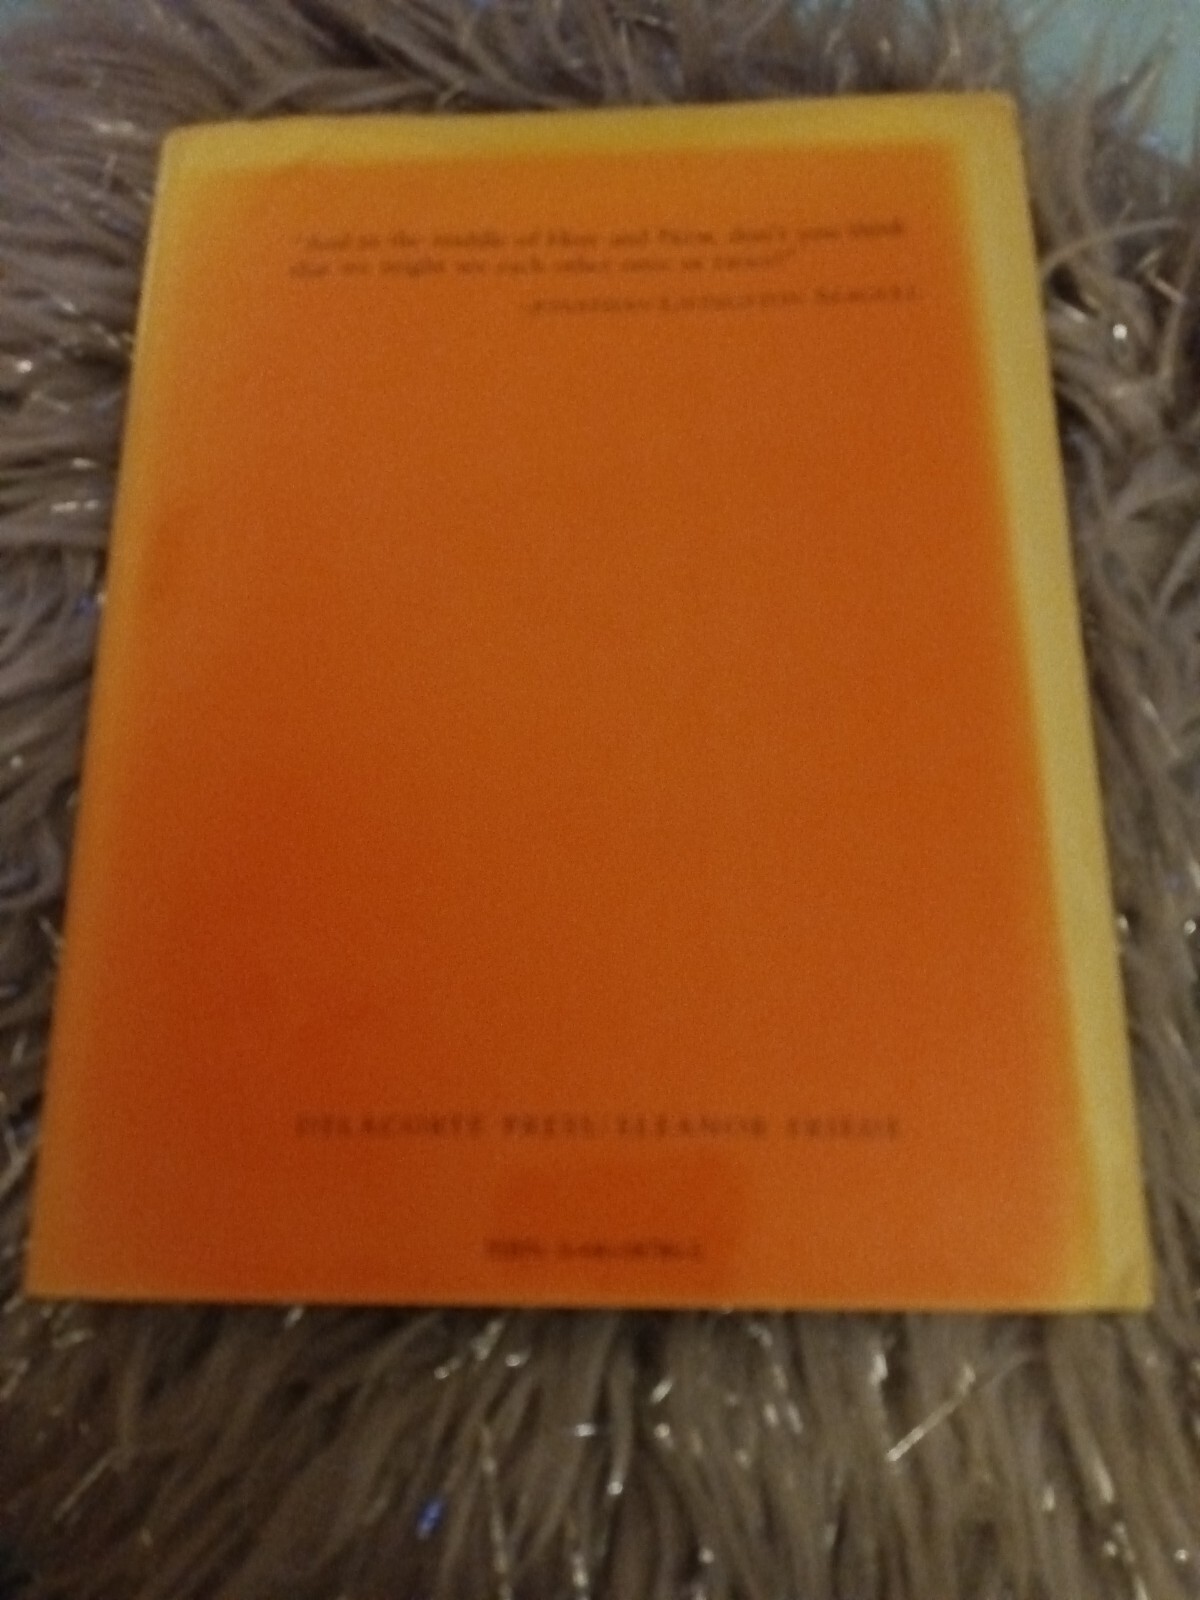 "And in the middle of Here and Now, don't you think
that we might see each other once or twice?"
—JONATHAN LIVINGSTON SEAGULL
DELACORTE PRESS/ELEANOR FRIEDE
ISBN: